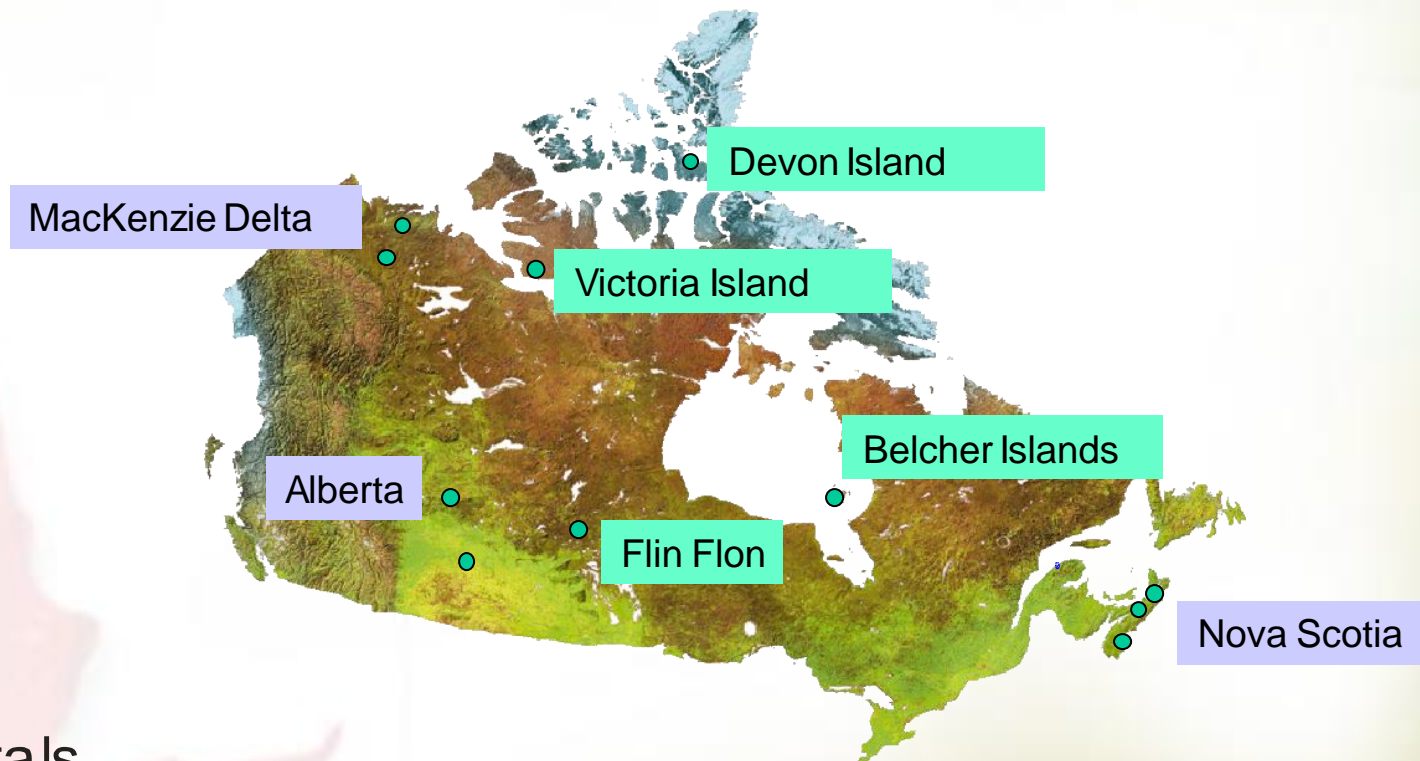 Devon Island
MacKenzie Delta
Victoria Island
Belcher Islands
Alberta
Flin Flon
Nova Scotia